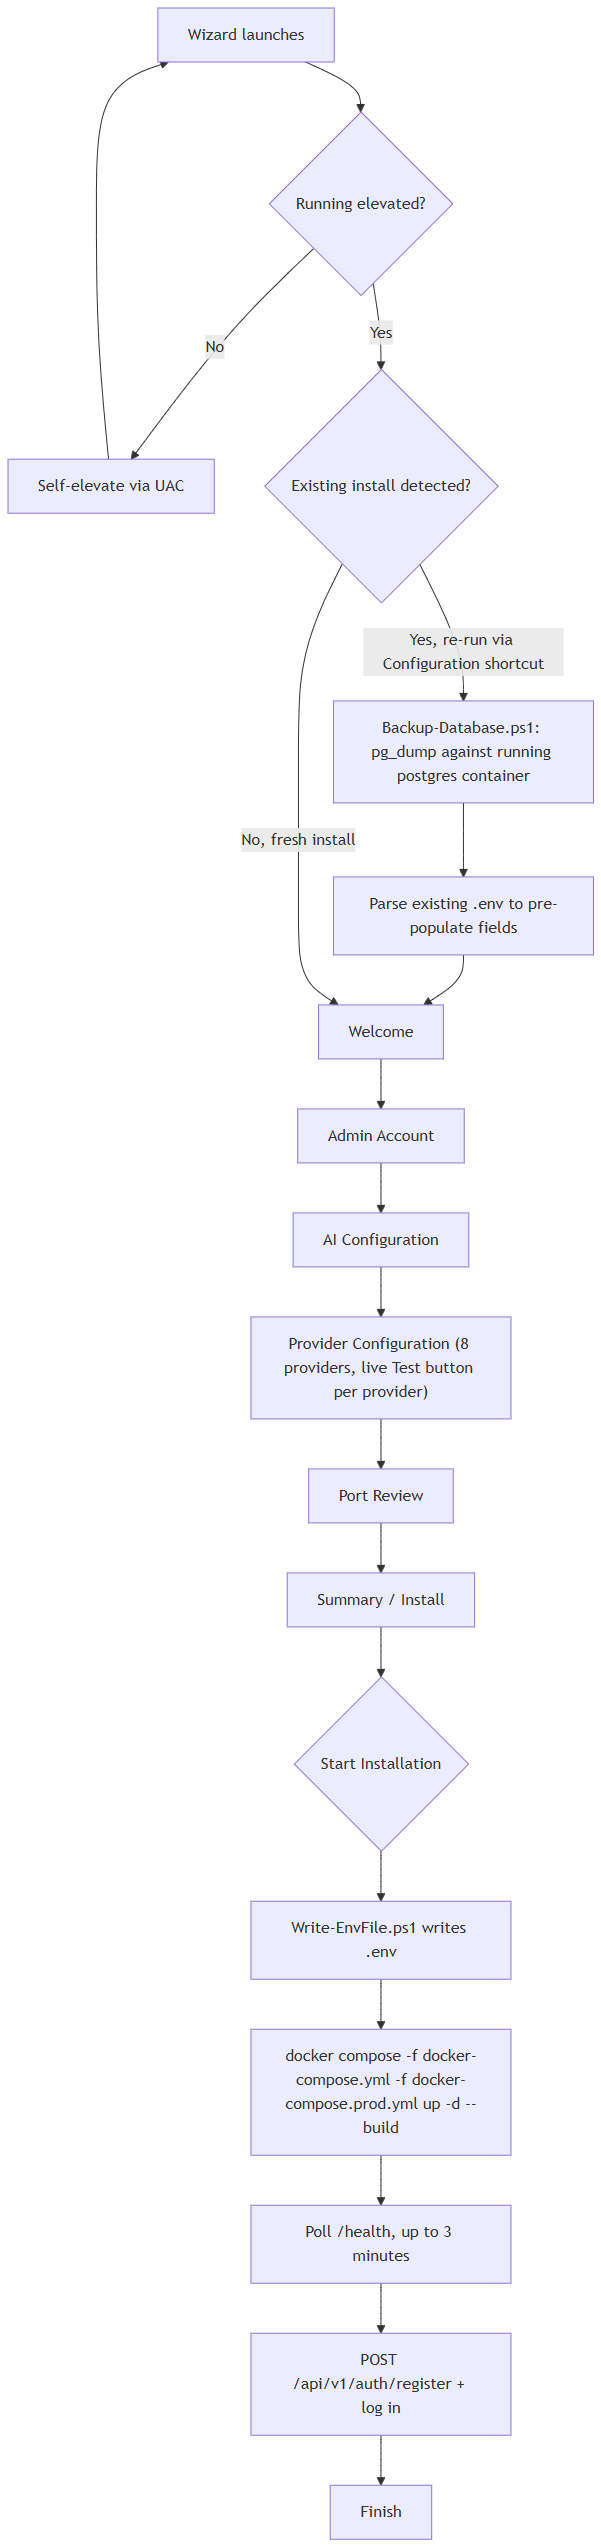 Wizard launches
Running elevated?
Yes
No
Self-elevate via UAC
Existing install detected?
Yes, re-run via
Configuration shortcut
Backup-Database.ps1:
pg_dump against running
postgres container
No, fresh install
Parse existing .env to pre-
populate fields
Welcome
Admin Account
AI Configuration
Provider Configuration (8
providers, live Test button
per provider)
Port Review
Summary / Install
Start Installation
Write-EnvFile.ps1 writes
.env
docker compose -f docker-
compose.yml -f docker-
compose.prod.yml up -d --
build
Poll /health, up to 3
minutes
POST
/api/v1/auth/register +
log in
Finish